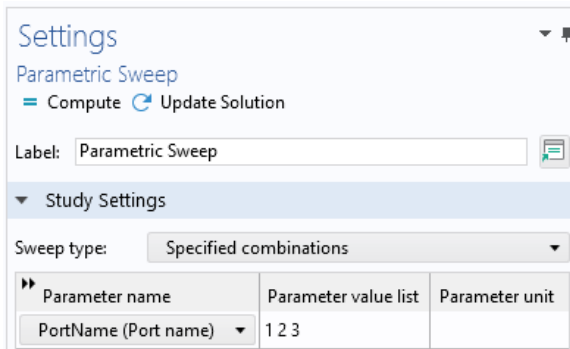 Settings
Parametric Sweep
= Compute Update Solution
Label: Parametric Sweep
Study Settings
Sweep type: Specified combinations
Parameter name Parameter value list Parameter unit
PortName (Port name) 1 2 3